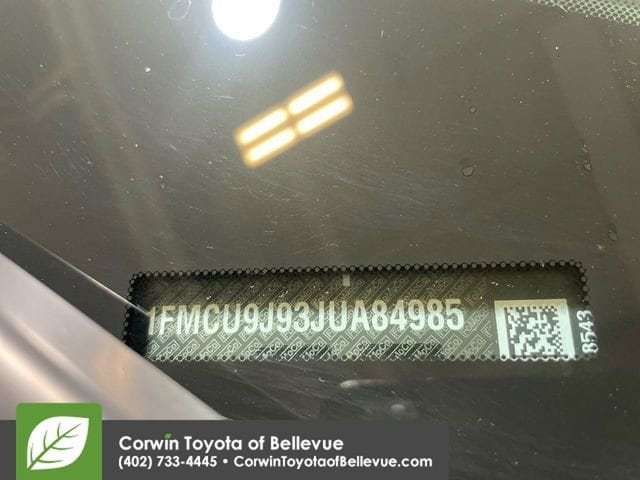 1FMCU9J93JUA84985
8543
Corwin Toyota of Bellevue
(402) 733-4445 • CorwinToyotaofBellevue.com